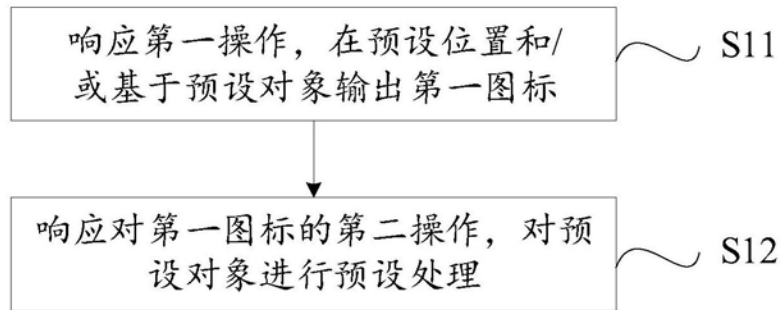 响应第一操作，在预设位置和/
或基于预设对象输出第一图标
S11
响应对第一图标的第二操作，对预
设对象进行预设处理
S12